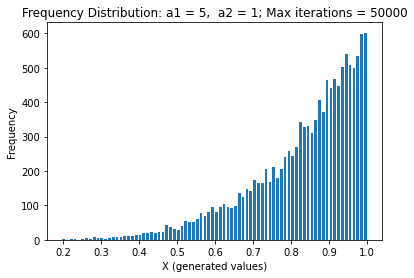 Frequency Distribution: a1 = 5,  a2 = 1; Max iterations = 50000
600
500
400
300
200
100
0
Frequency
0.2 0.3 0.4 0.5 0.6 0.7 0.8 0.9 1.0
X (generated values)